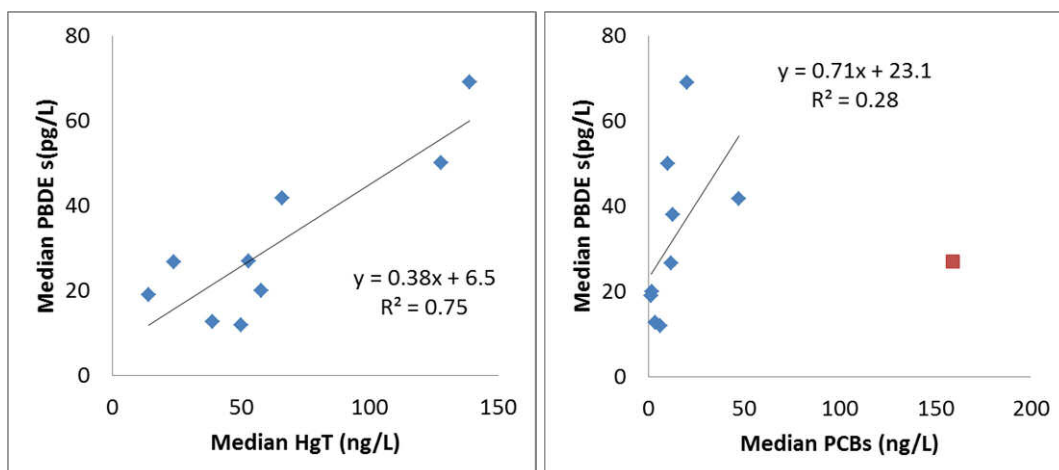 80
60
40
20
0
Median PBDE s(pg/L)
y = 0.38x + 6.5
R² = 0.75
0 50 100 150
Median HgT (ng/L)
80
60
40
20
0
Median PBDE s(pg/L)
y = 0.71x + 23.1
R² = 0.28
0 50 100 150 200
Median PCBs (ng/L)